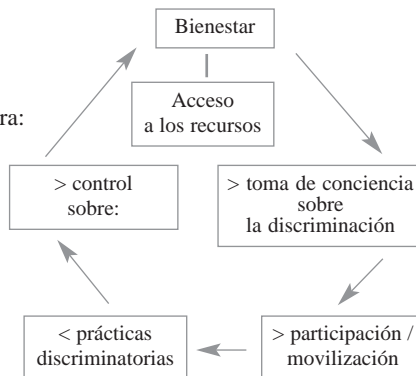 Bienestar
Acceso
a los recursos
ra:
> control
sobre:
> toma de conciencia
sobre
la discriminación
< prácticas
discriminatorias
> participación /
movilización